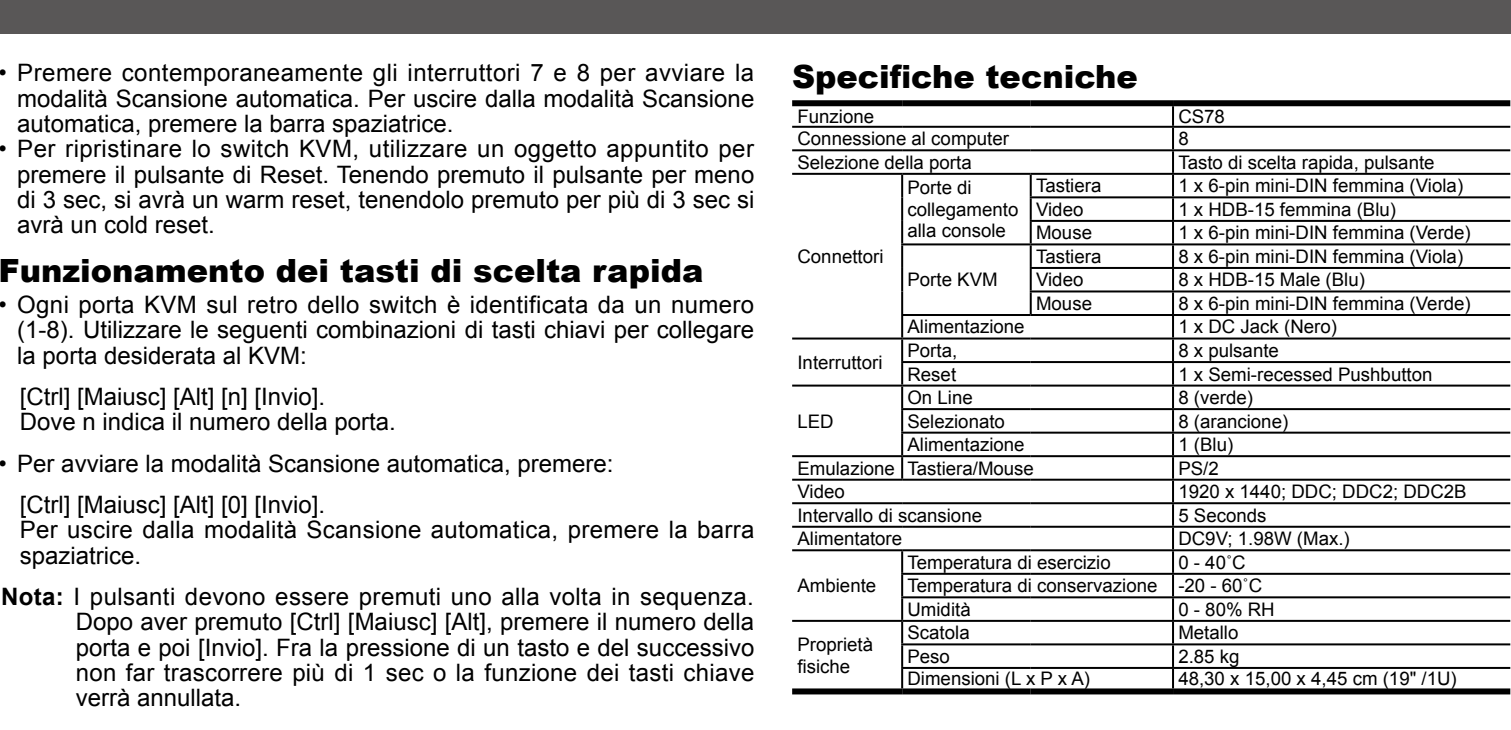 • Premere contemporaneamente gli interruttori 7 e 8 per avviare la
modalità Scansione automatica. Per uscire dalla modalità Scansione
automatica, premere la barra spaziatrice.
• Per ripristinare lo switch KVM, utilizzare un oggetto appuntito per
premere il pulsante di Reset. Tenendo premuto il pulsante per meno
di 3 sec, si avrà un warm reset, tenendolo premuto per più di 3 sec si
avrà un cold reset.
Funzionamento dei tasti di scelta rapida
• Ogni porta KVM sul retro dello switch è identificata da un numero
(1-8). Utilizzare le seguenti combinazioni di tasti chiavi per collegare
la porta desiderata al KVM:
[Ctrl] [Maiusc] [Alt] [n] [Invio].
Dove n indica il numero della porta.
• Per avviare la modalità Scansione automatica, premere:
[Ctrl] [Maiusc] [Alt] [0] [Invio].
Per uscire dalla modalità Scansione automatica, premere la barra
spaziatrice.
Nota: I pulsanti devono essere premuti uno alla volta in sequenza.
Dopo aver premuto [Ctrl] [Maiusc] [Alt], premere il numero della
porta e poi [Invio]. Fra la pressione di un tasto e del successivo
non far trascorrere più di 1 sec o la funzione dei tasti chiave
verrà annullata.
Specifiche tecniche
Funzione CS78
Connessione al computer 8
Selezione della porta Tasto di scelta rapida, pulsante
Connettori
Porte di
collegamento
alla console
Tastiera 1 x 6-pin mini-DIN femmina (Viola)
Video 1 x HDB-15 femmina (Blu)
Mouse 1 x 6-pin mini-DIN femmina (Verde)
Porte KVM
Tastiera 8 x 6-pin mini-DIN femmina (Viola)
Video 8 x HDB-15 Male (Blu)
Mouse 8 x 6-pin mini-DIN femmina (Verde)
Alimentazione 1 x DC Jack (Nero)
Interruttori
Porta, 8 x pulsante
Reset 1 x Semi-recessed Pushbutton
LED
On Line 8 (verde)
Selezionato 8 (arancione)
Alimentazione 1 (Blu)
Emulazione Tastiera/Mouse PS/2
Video 1920 x 1440; DDC; DDC2; DDC2B
Intervallo di scansione 5 Seconds
Alimentatore DC9V; 1.98W (Max.)
Ambiente
Temperatura di esercizio 0 - 40˚C
Temperatura di conservazione -20 - 60˚C
Umidità 0 - 80% RH
Proprietà
fisiche
Scatola Metallo
Peso 2.85 kg
Dimensioni (L x P x A) 48,30 x 15,00 x 4,45 cm (19" /1U)